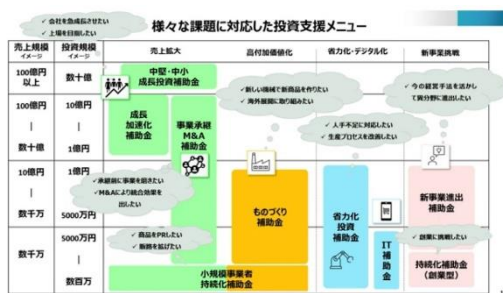 ✓ 会社を急成長させたい
✓ 上場を目指したい
様々な課題に対応した投資支援メニュー
売上規模
イメージ
投資規模
イメージ
売上拡大
高付加価値化
省力化・デジタル化
新事業挑戦
100億円
以上
数十億
中堅・中小
成長投資補助金
100億円
|
数十億
10億円
|
1億円
成長
加速化
補助金
事業承継
M&A
補助金
✓ 新しい機械で新商品を作りたい
✓ 海外展開に取り組みたい
✓ 今の経営手法を活かし
て異分野に進出したい
✓ 人手不足に対応したい
✓ 生産プロセスを改善したい
10億円
|
数千万
1億円
|
5000万円
✓ 承継前に事業を磨きたい
✓ M&Aにより統合効果を
出したい
ものづくり
補助金
省力化
投資
補助金
新事業進出
補助金
数千万
5000万円
|
数百万
✓ 商品をPRしたい
✓ 販路を拡げたい
IT
補助金
✓ 創業に挑戦したい
小規模事業者
持続化補助金
持続化補助金
（創業型）